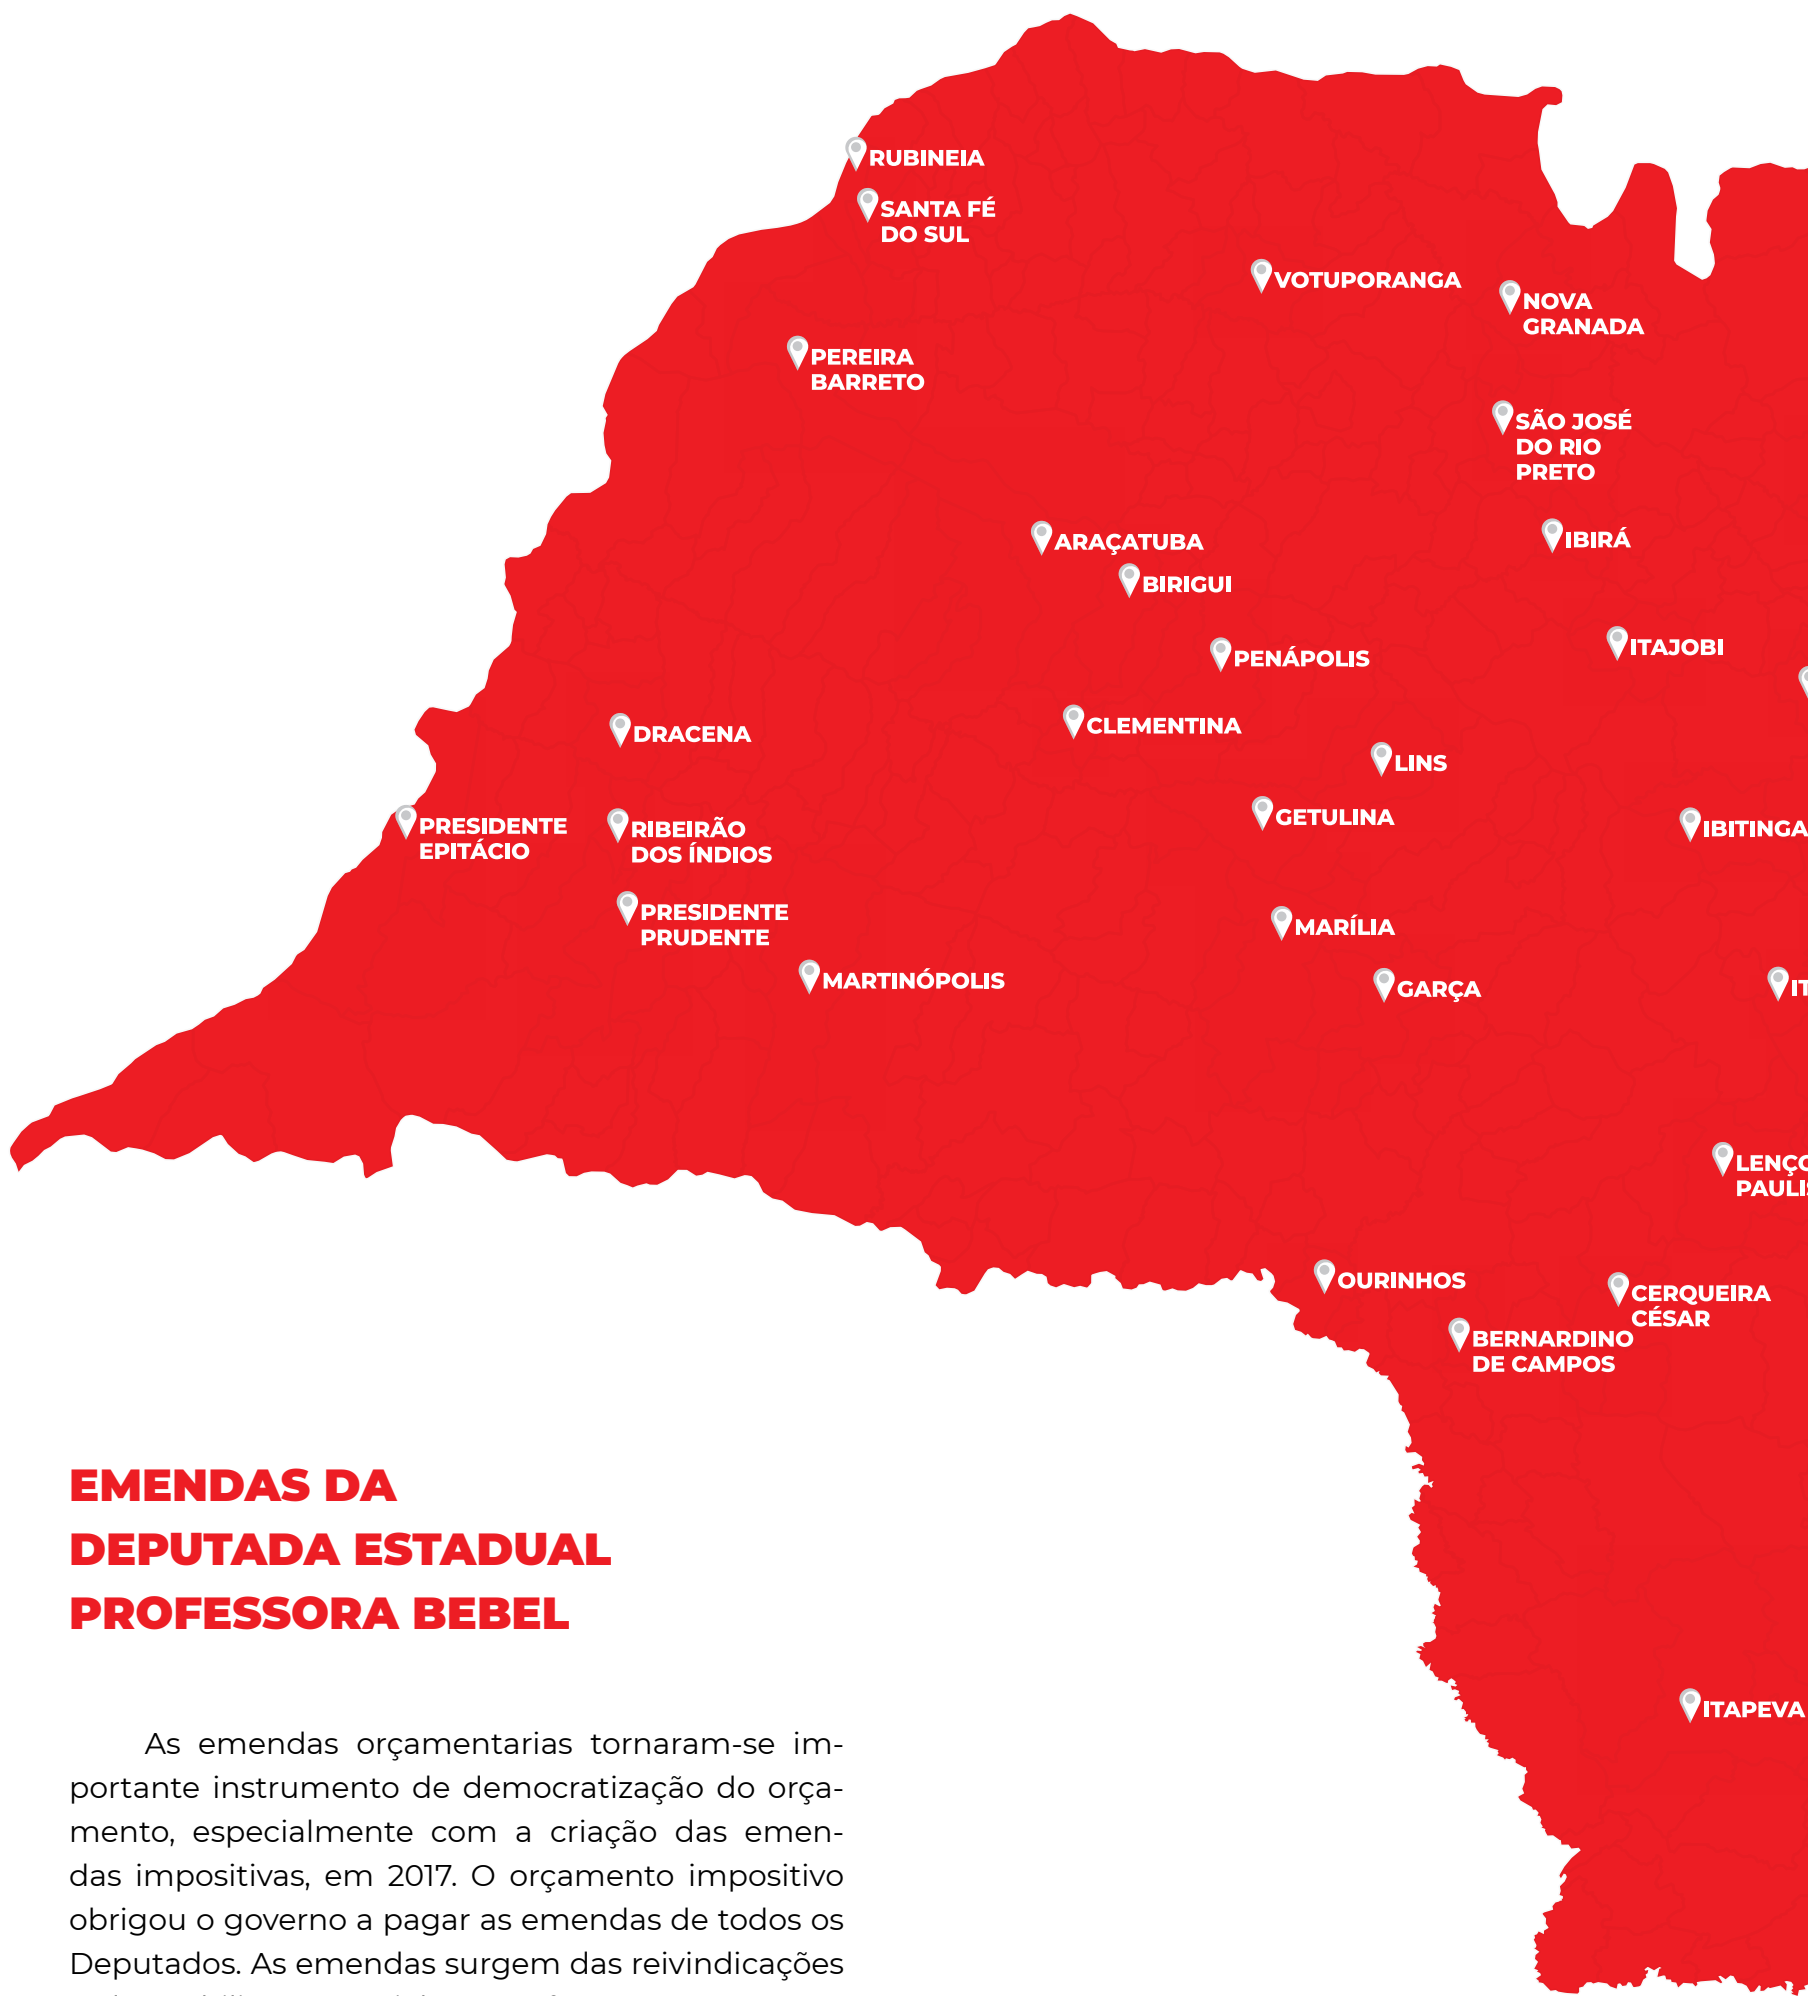 RUBINEIA
SANTA FÉ
DO SUL
VOTUPORANGA
NOVA
GRANADA
PEREIRA
BARRETO
SÃO JOSÉ
DO RIO
PRETO
ARAÇATUBA
IBIRÁ
BIRIGUI
PENÁPOLIS
ITAJOBI
CLEMENTINA
DRACENA
LINS
GETULINA
PRESIDENTE
EPITÁCIO
RIBEIRÃO
DOS ÍNDIOS
IBITINGA
PRESIDENTE
PRUDENTE
MARÍLIA
MARTINÓPOLIS
GARÇA
OURINHOS
CERQUEIRA
CÉSAR
BERNARDINO
DE CAMPOS
ITAPEVA
EMENDAS DA
DEPUTADA ESTADUAL
PROFESSORA BEBEL
As emendas orçamentarias tornaram-se im-
portante instrumento de democratização do orça-
mento, especialmente com a criação das emen-
das impositivas, em 2017. O orçamento impositivo
obrigou o governo a pagar as emendas de todos os
Deputados. As emendas surgem das reivindicações